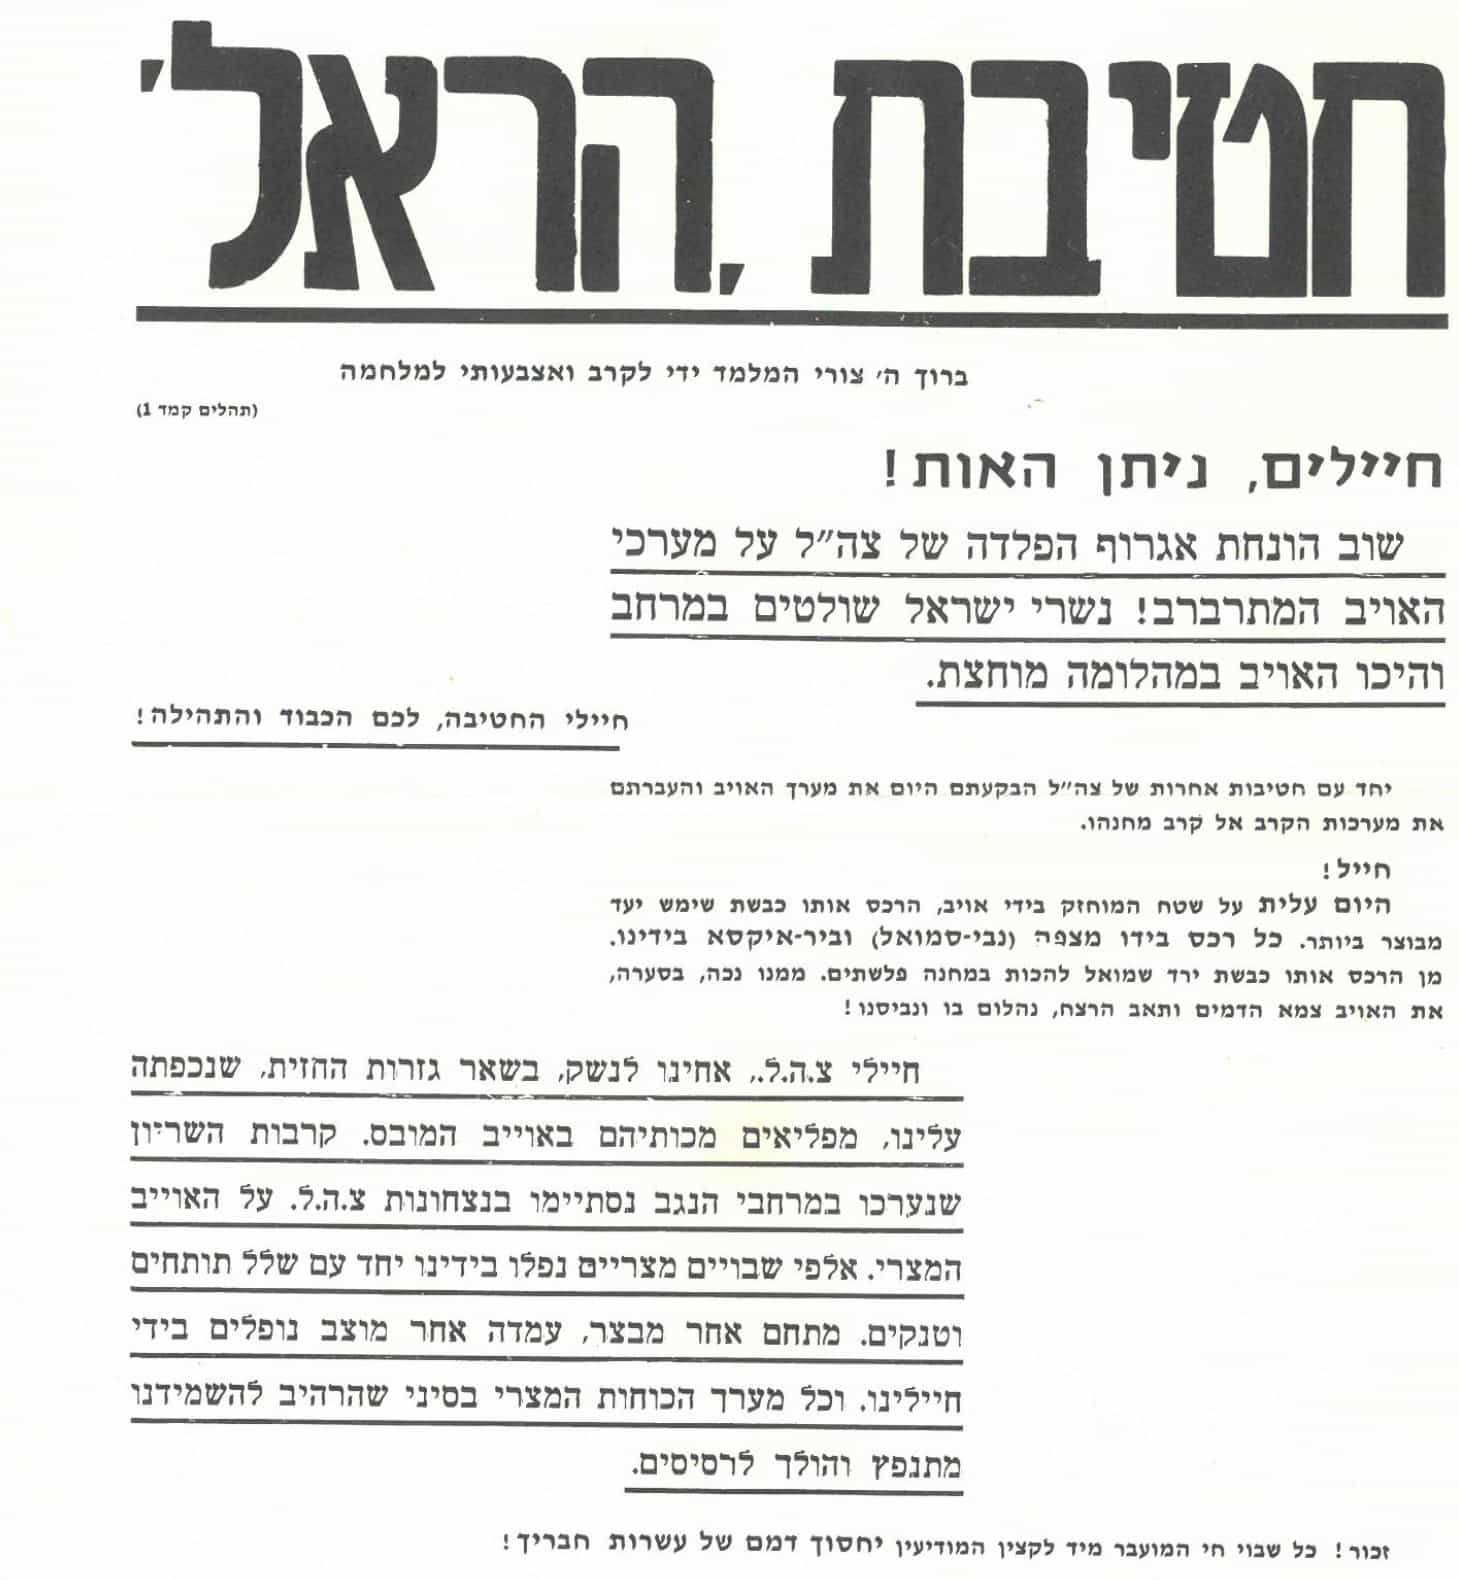 חטיבת ,הראל'
ברוך ה' צורי המלמד ידי לקרב ואצבעותי למלחמה
(תהלים קמד 1)
חיילים, ניתן האות!
שוב הונחת אגרוף הפלדה של צה"ל על מערכי
האויב המתרברב! נשרי ישראל שולטים במרחב
והיכו האויב במהלומה מוחצת.
חיילי החטיבה, לכם הכבוד והתהילה!
יחד עם חטיבות אחרות של צה"ל הבקעתם היום את מערך האויב והעברתם
את מערכות הקרב אל קרב מחנהו.
חייל!
היום עלית על שטח המוחזק בידי אויב, הרכס אותו כבשת שימש יעד
מבוצר ביותר. כל רכס בידו מצפה (נבי-סמואל) וביר-איקסא בידינו.
מן הרכס אותו כבשת ירד שמואל להכות במחנה פלשתים. ממנו נכה, בסערה,
את האויב צמא הדמים ותאב הרצח, נהלום בו ונביסנו!
חיילי צ.ה.ל., אחינו לנשק, בשאר גזרות החזית, שנכפתה
עלינו, מפליאים מכותיהם באוייב המובס. קרבות השריון
שנערכו במרחבי הנגב נסתיימו בנצחונות צ.ה.ל. על האוייב
המצרי. אלפי שבויים מצריים נפלו בידינו יחד עם שלל תותחים
וטנקים. מתחם אחר מבצר, עמדה אחר מוצב נופלים בידי
חיילינו. וכל מערך הכוחות המצרי בסיני שהרהיב להשמידנו
מתנפץ והולך לרסיסים.
זכור! כל שבוי חי המועבר מיד לקצין המודיעין יחסוך דמם של עשרות חבריך!